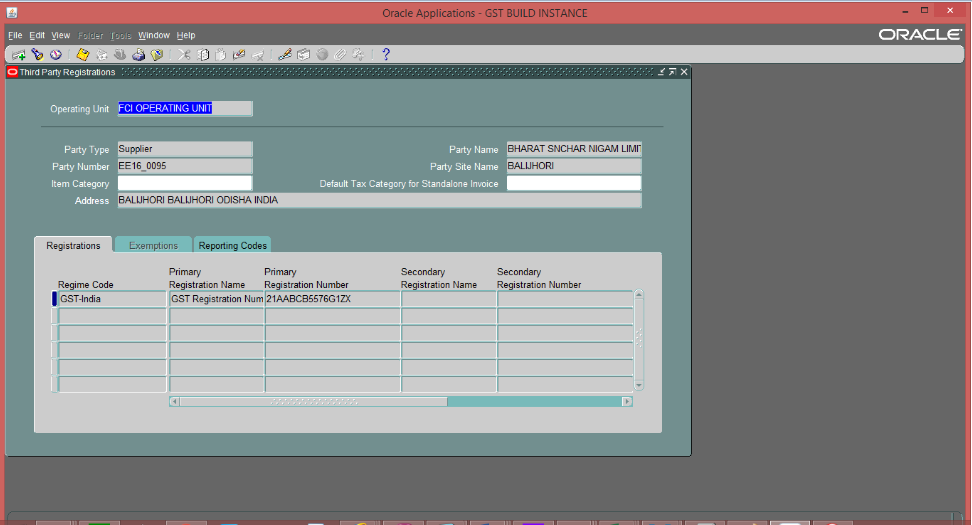 Oracle Applications - GST BUILD INSTANCE
File Edit View Folder Tools Window Help
ORACLE
Third Party Registrations
Operating Unit FCI OPERATING UNIT
Party Type Supplier Party Name BHARAT SNCHAR NIGAM LIMIT
Party Number EE16_0095 Party Site Name BALIJHORI
Item Category Default Tax Category for Standalone Invoice
Address BALIJHORI BALIJHORI ODISHA INDIA
Registrations Exemptions Reporting Codes
Primary Primary Secondary Secondary
Regime Code Registration Name Registration Number Registration Name Registration Number
GST-India GST Registration Num 21AABCB5576G1ZX